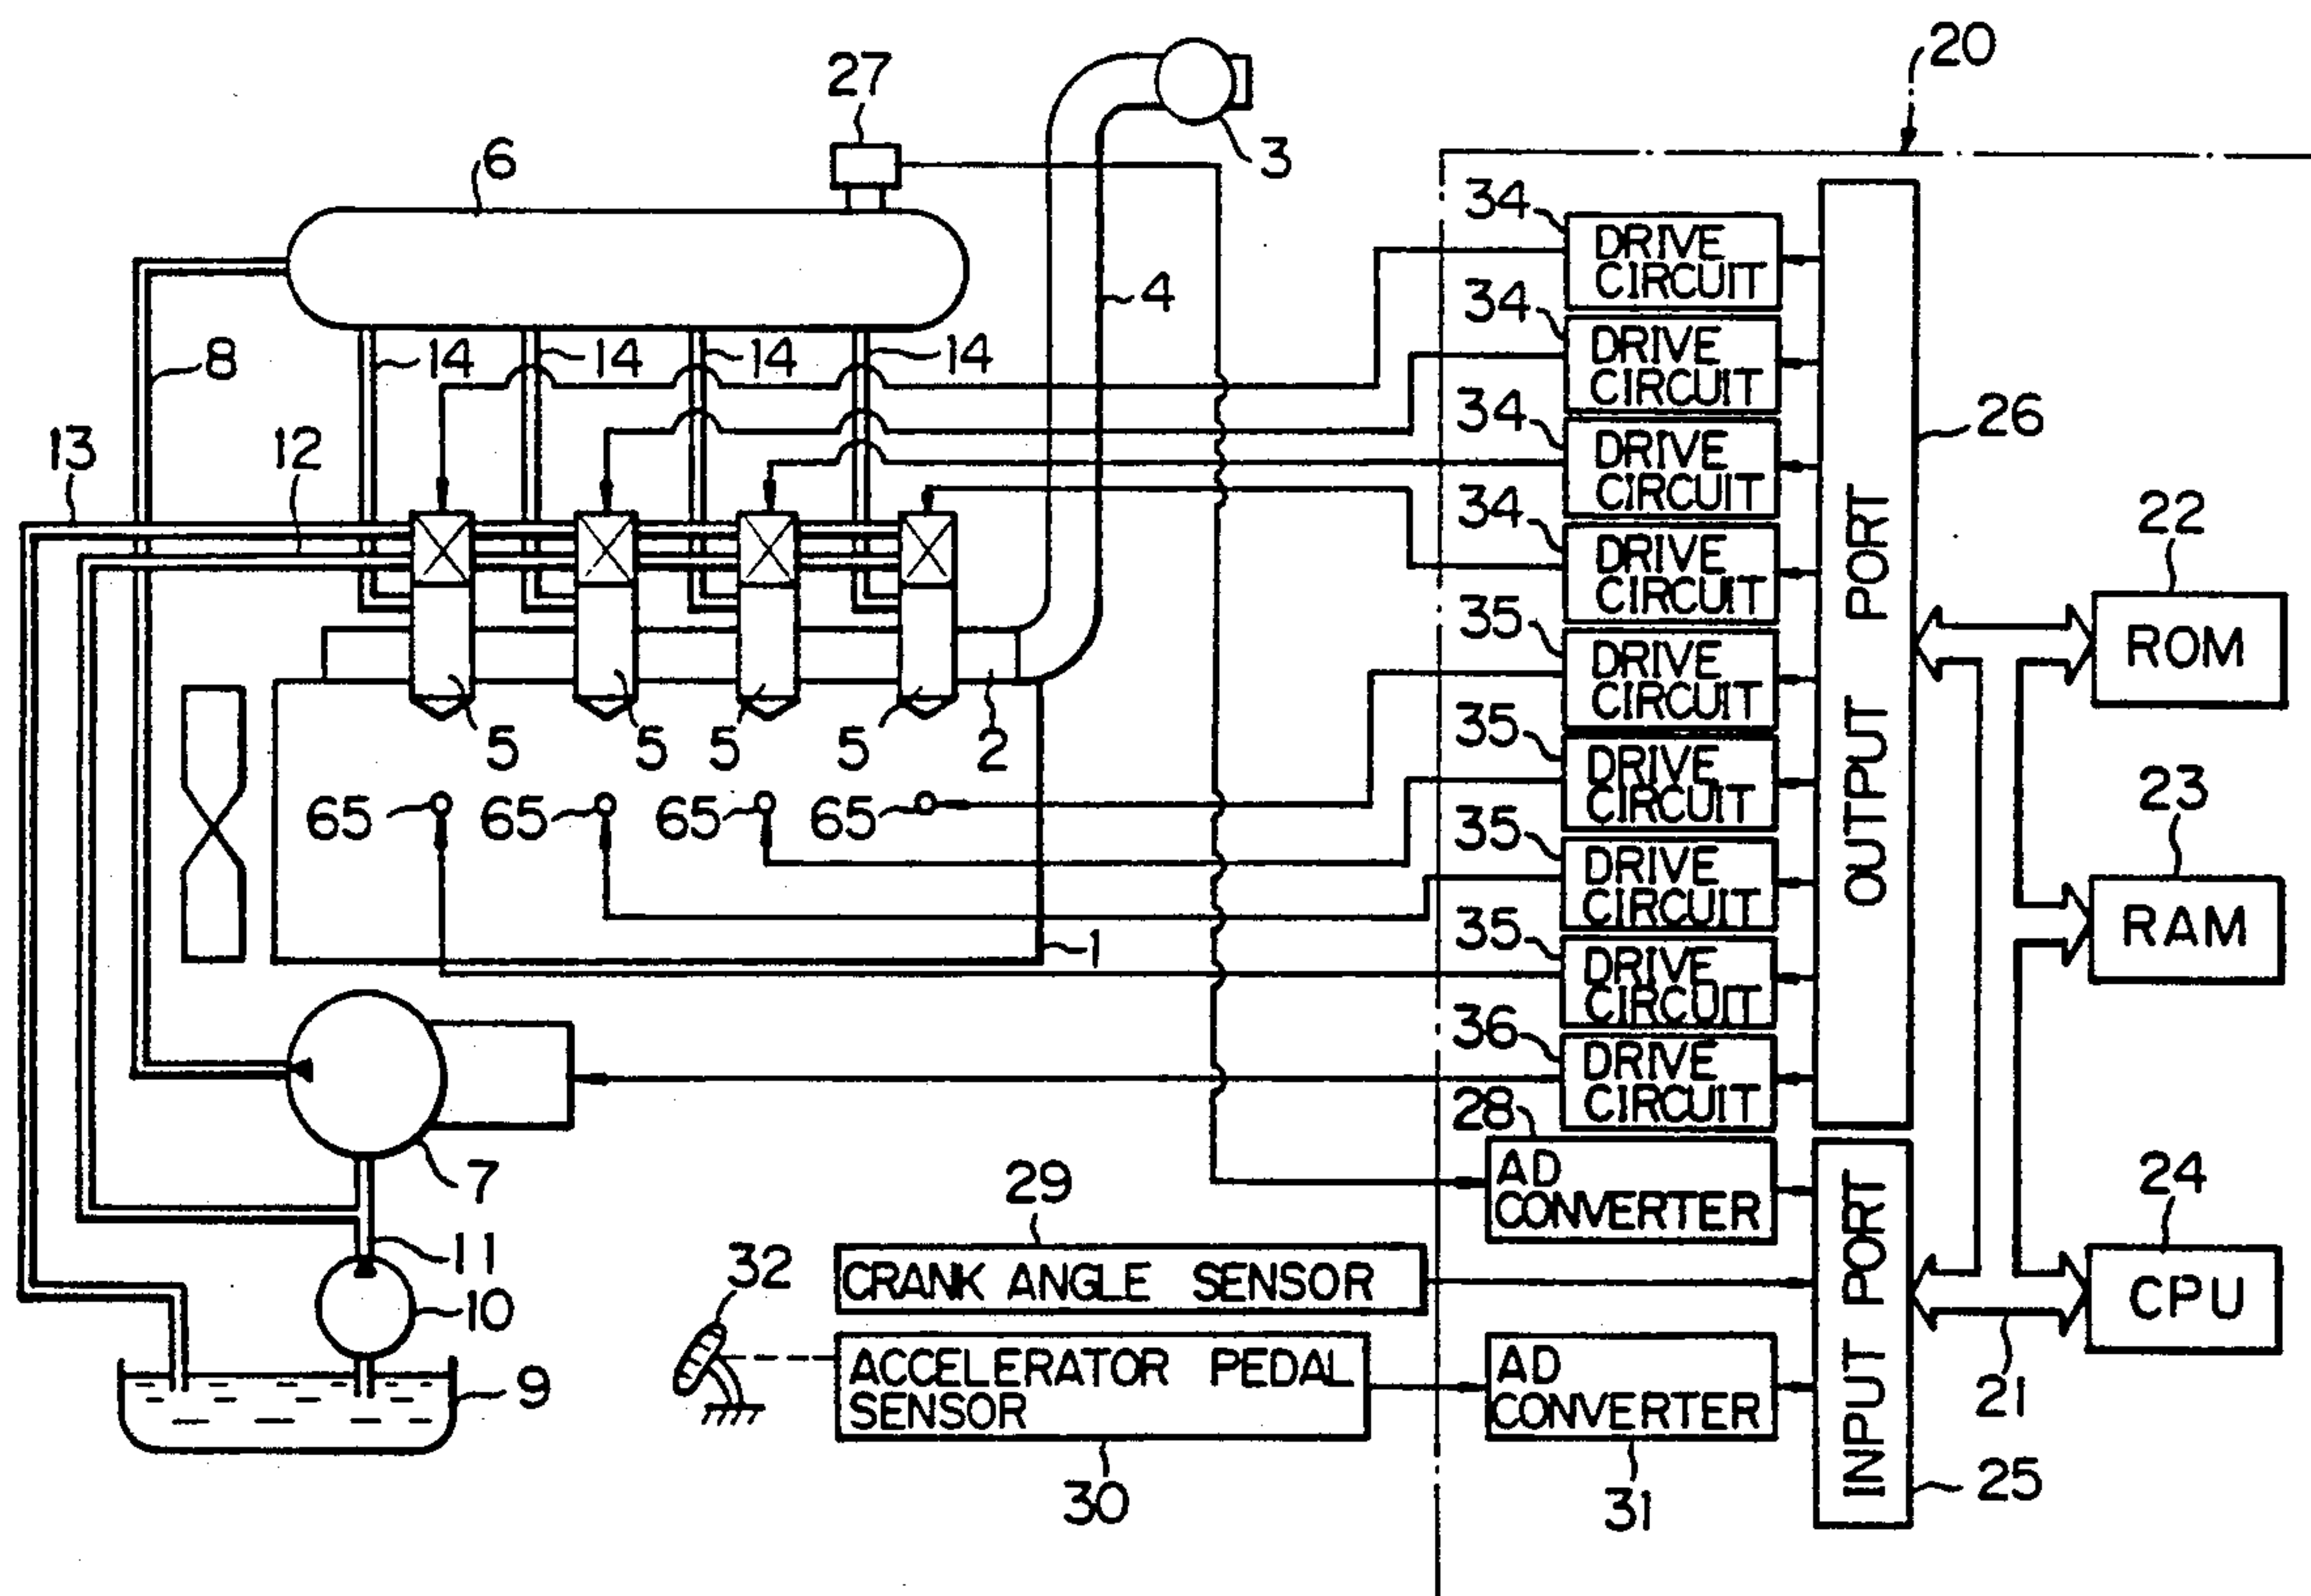 20
27
3
6
34
DRIVE
CIRCUIT
4
34
DRIVE
CIRCUIT
8
14
14
14
14
26
34
DRIVE
CIRCUIT
13
12
34
DRIVE
CIRCUIT
OUTPUT PORT
22
ROM
35
DRIVE
CIRCUIT
5
5
5
5
2
35
DRIVE
CIRCUIT
23
65
65
65
65
35
DRIVE
CIRCUIT
RAM
1
35
DRIVE
CIRCUIT
36
DRIVE
CIRCUIT
7
28
AD
CONVERTER
24
29
11
32
CRANK ANGLE SENSOR
INPUT PORT
CPU
10
9
ACCELERATOR PEDAL
SENSOR
AD
CONVERTER
21
30
31
25